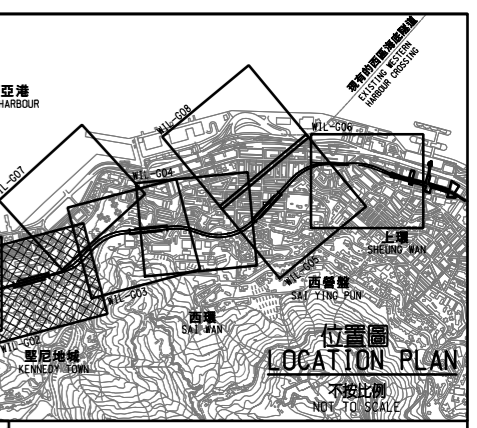 現有的西區海底隧道
EXISTING WESTERN
HARBOUR CROSSING
亞港
HARBOUR
WIL-G08
WIL-G06
WIL-G07
WIL-G04
上環
SHEUNG WAN
WIL-G05
西營盤
SAI YING PUN
WIL-G03
西環
SAI WAN
WIL-G02
堅尼地城
KENNEDY TOWN
位置圖
LOCATION PLAN
不按比例
NOT TO SCALE